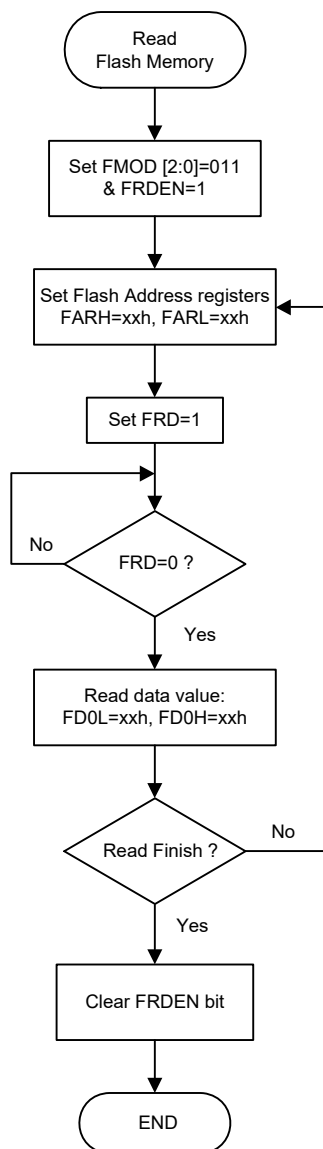 Read
Flash Memory
Set FMOD [2:0]=011
& FRDEN=1
Set Flash Address registers
FARH=xxh, FARL=xxh
Set FRD=1
No
FRD=0 ?
Yes
Read data value:
FD0L=xxh, FD0H=xxh
Read Finish ?
No
Yes
Clear FRDEN bit
END